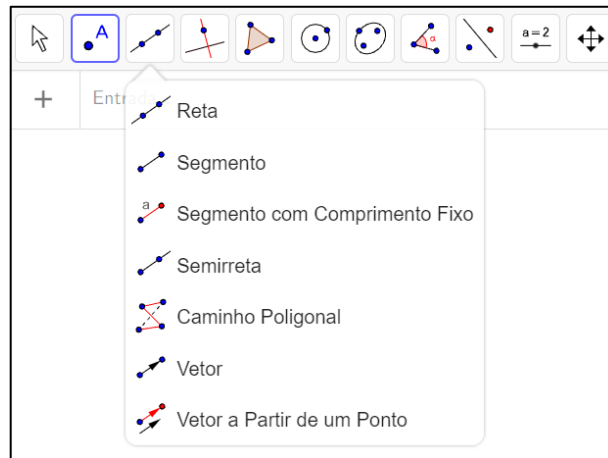 A
α
a=2
+
Entrada
Reta
Segmento
a
Segmento com Comprimento Fixo
Semirreta
Caminho Poligonal
Vetor
Vetor a Partir de um Ponto